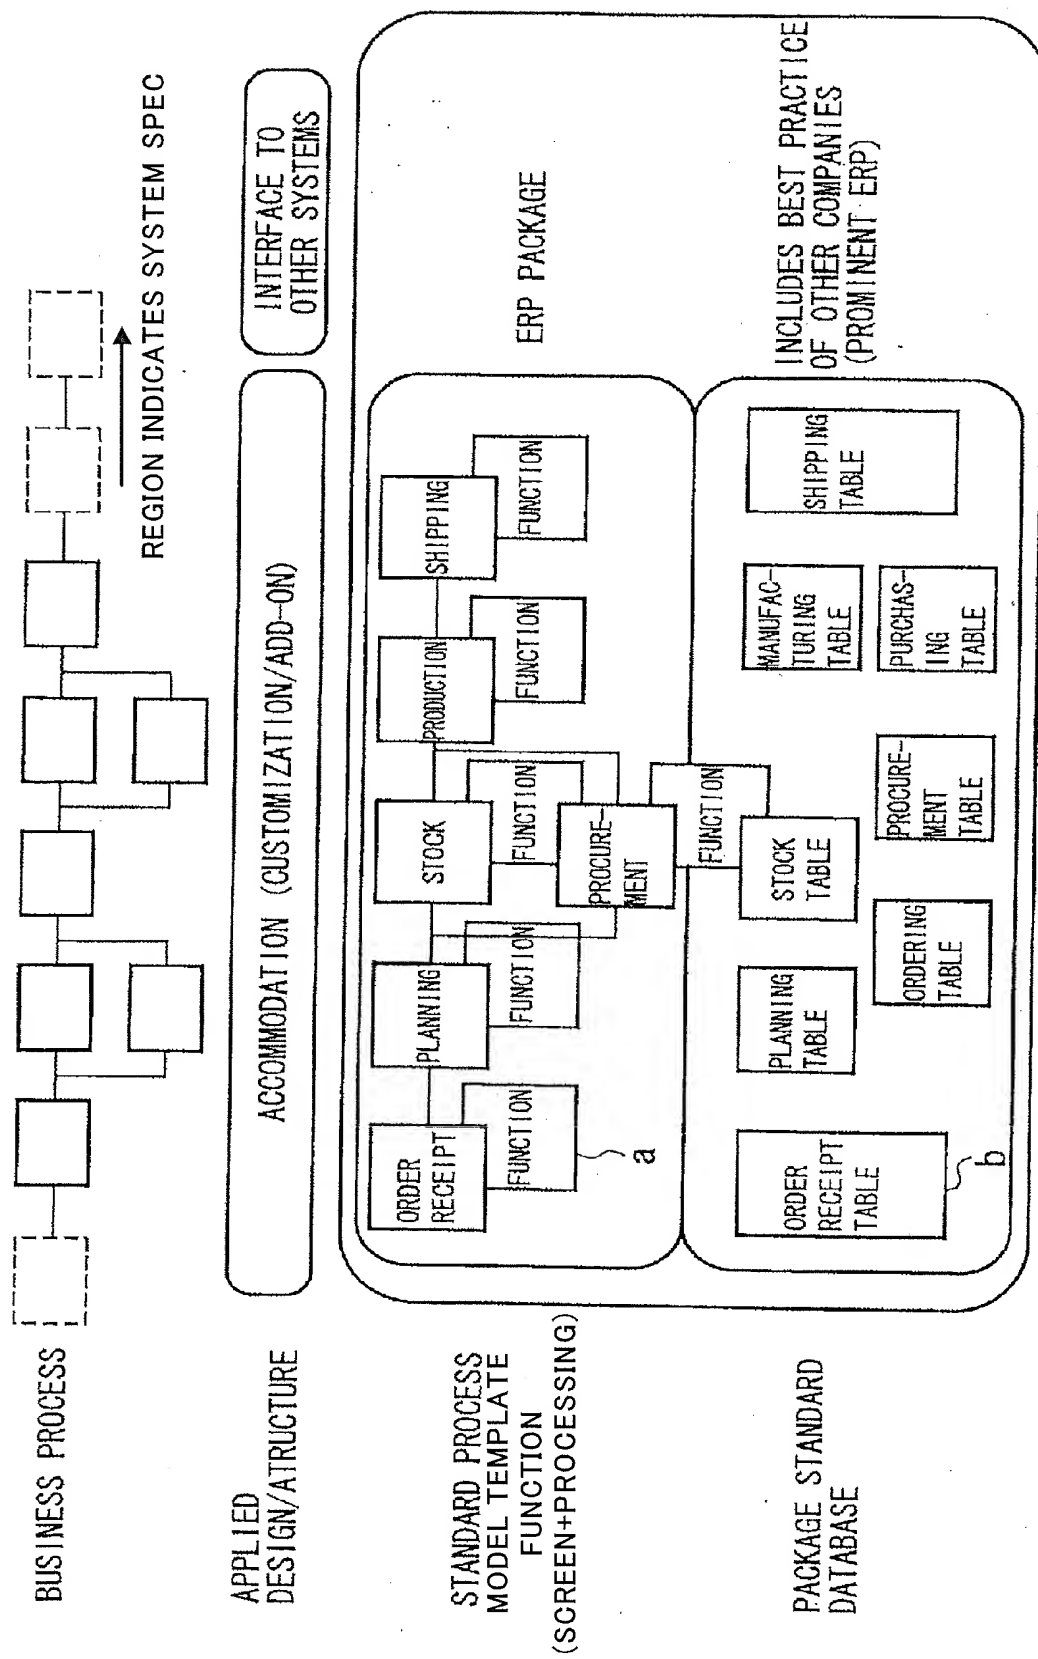 BUSINESS PROCESS
REGION INDICATES SYSTEM SPEC
APPLIED
DESIGN/ATRUCTURE
ACCOMMODATION (CUSTOMIZATION/ADD-ON)
INTERFACE TO
OTHER SYSTEMS
STANDARD PROCESS
MODEL TEMPLATE
FUNCTION
(SCREEN+PROCESSING)
ORDER
RECEIPT
FUNCTION
a
PLANNING
FUNCTION
STOCK
FUNCTION
PROCURE-
MENT
FUNCTION
PRODUCTION
FUNCTION
SHIPPING
FUNCTION
ERP PACKAGE
PACKAGE STANDARD
DATABASE
ORDER
RECEIPT
TABLE
b
PLANNING
TABLE
ORDERING
TABLE
STOCK
TABLE
PROCURE-
MENT
TABLE
MANUFAC-
TURING
TABLE
PURCHAS-
ING
TABLE
SHIPPING
TABLE
INCLUDES BEST PRACTICE
OF OTHER COMPANIES
(PROMINENT ERP)